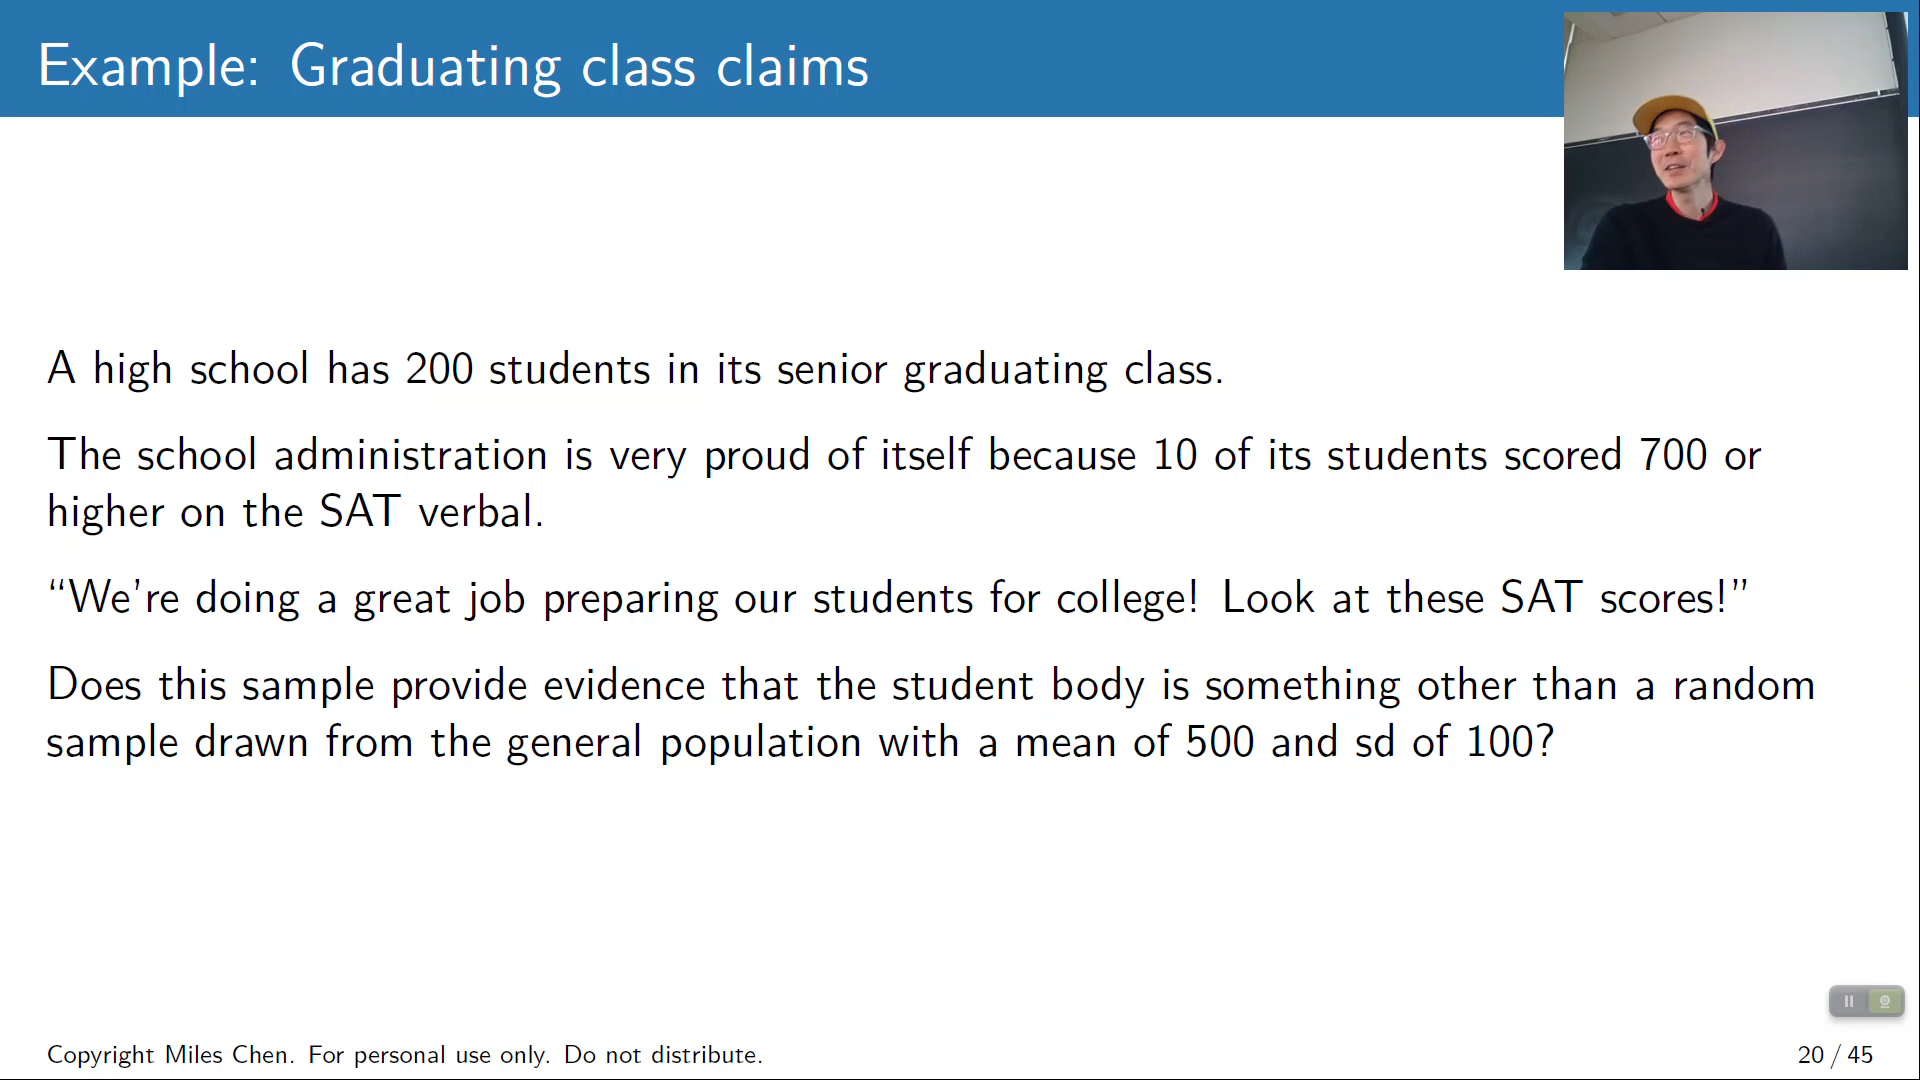 Example: Graduating class claims
A high school has 200 students in its senior graduating class.
The school administration is very proud of itself because 10 of its students scored 700 or
higher on the SAT verbal.
“We’re doing a great job preparing our students for college! Look at these SAT scores!”
Does this sample provide evidence that the student body is something other than a random
sample drawn from the general population with a mean of 500 and sd of 100?
Copyright Miles Chen. For personal use only. Do not distribute.
20 / 45